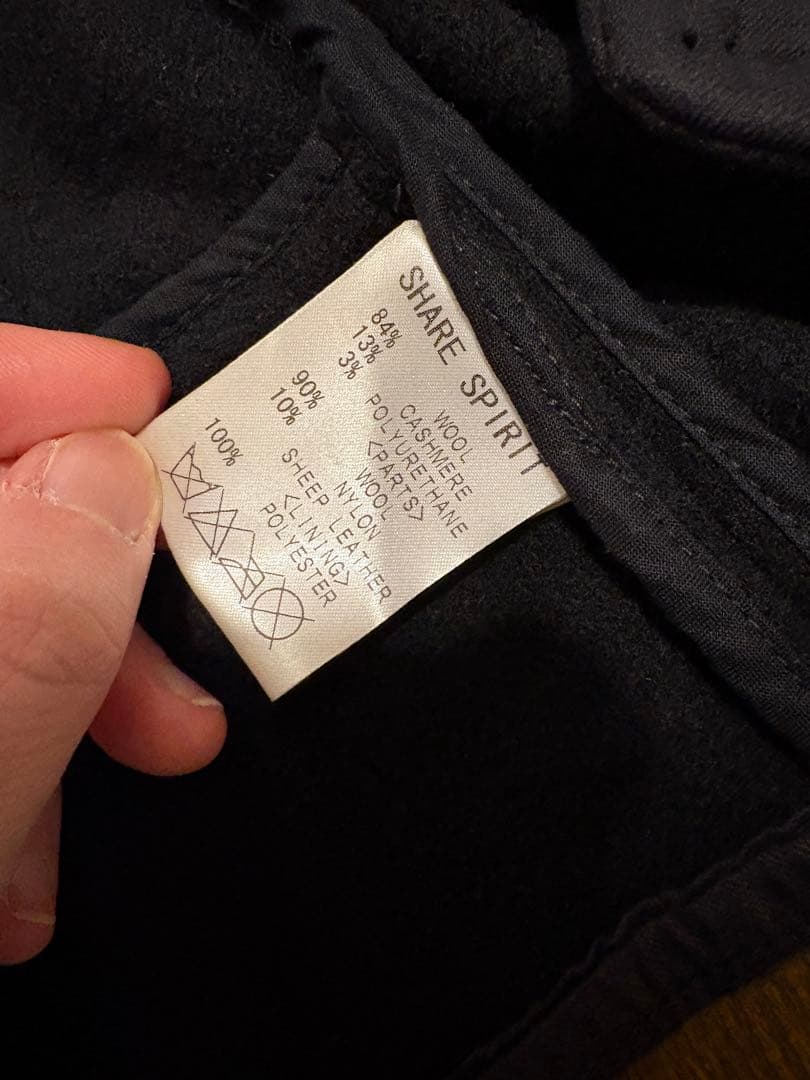 SHARE SPIRIT
84% WOOL
13% CASHMERE
3% POLYURETHANE
<PARTS>
90% WOOL
10% NYLON
SHEEP LEATHER
<LINING>
100% POLYESTER